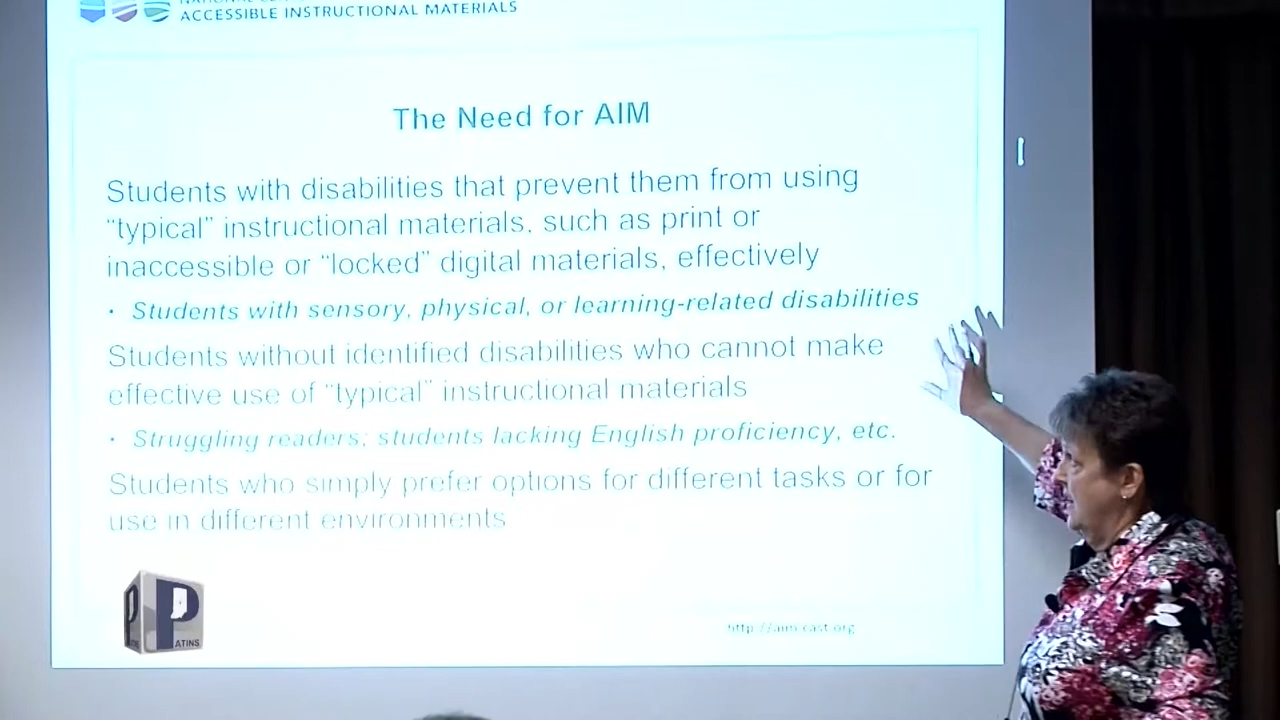 ACCESSIBLE INSTRUCTIONAL MATERIALS
The Need for AIM
Students with disabilities that prevent them from using
“typical” instructional materials, such as print or
inaccessible or “locked” digital materials, effectively
· Students with sensory, physical, or learning-related disabilities
Students without identified disabilities who cannot make
effective use of “typical” instructional materials
· Struggling readers; students lacking English proficiency, etc.
Students who simply prefer options for different tasks or for
use in different environments
P
ATINS
http://aim.cast.org